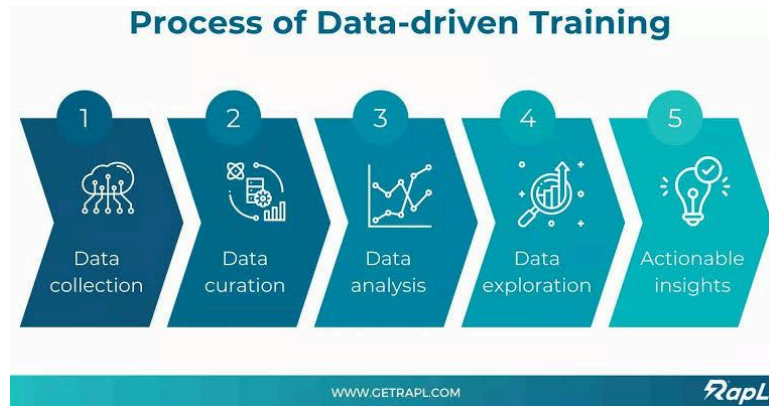 Process of Data-driven Training
1
2
3
4
5
Data
collection
Data
curation
Data
analysis
Data
exploration
Actionable
insights
WWW.GETRAPL.COM
RapL